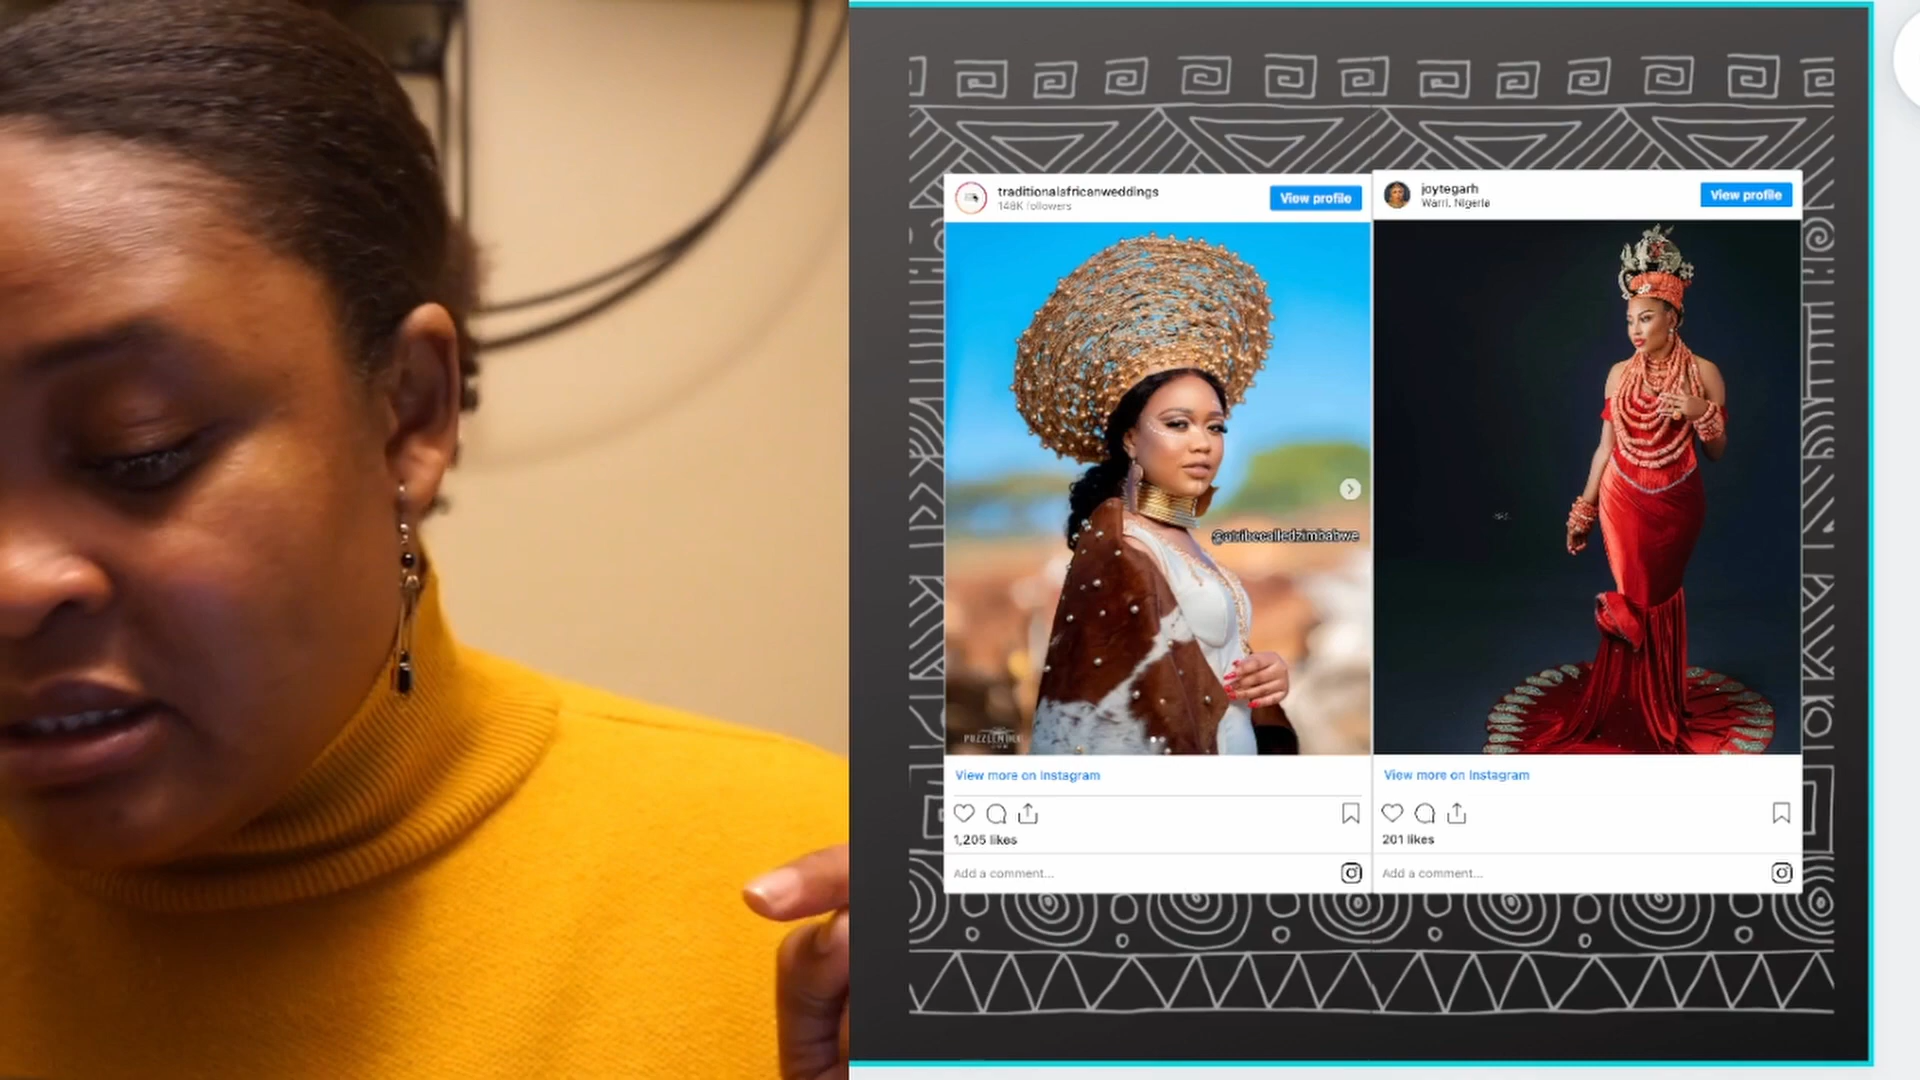 traditionalafricanweddings
148K followers
View profile
@atribecalledzimbabwe
View more on Instagram
1,205 likes
Add a comment...
joytegarh
Warri, Nigeria
View profile
View more on Instagram
201 likes
Add a comment...